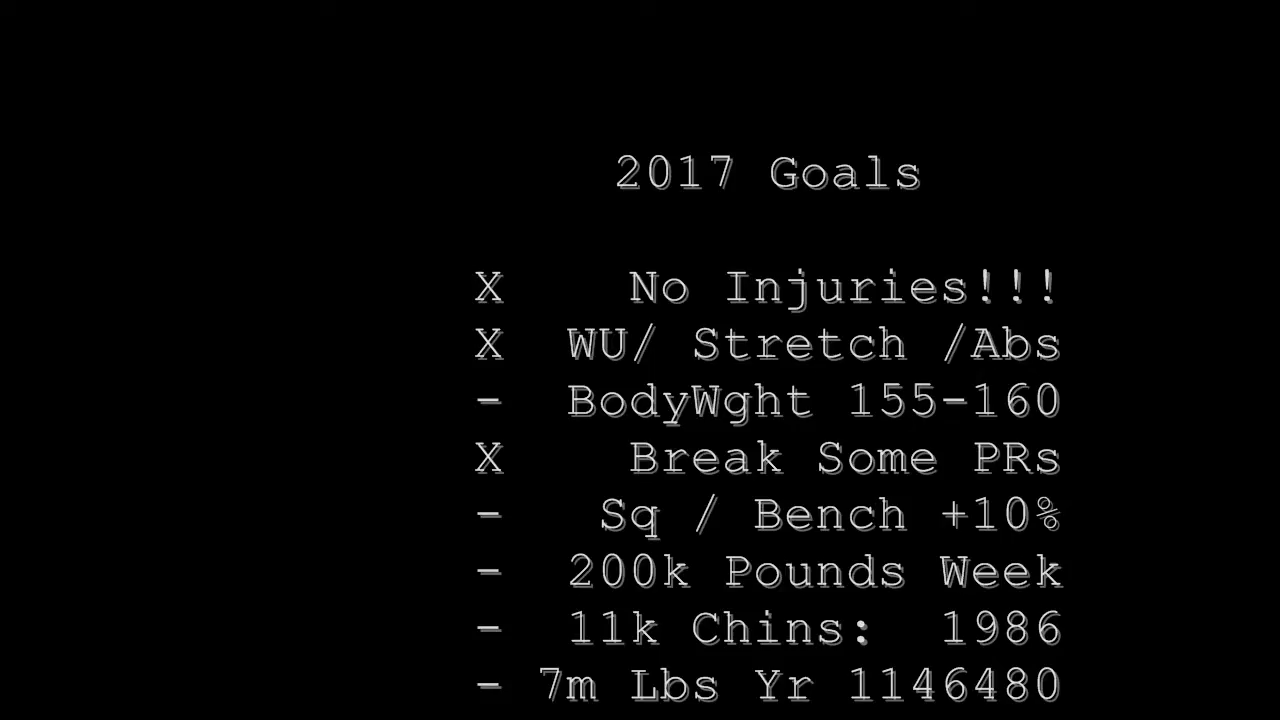 2017 Goals
X No Injuries!!!
X WU/ Stretch /Abs
- BodyWght 155-160
X Break Some PRs
- Sq / Bench +10%
- 200k Pounds Week
- 11k Chins: 1986
- 7m Lbs Yr 1146480